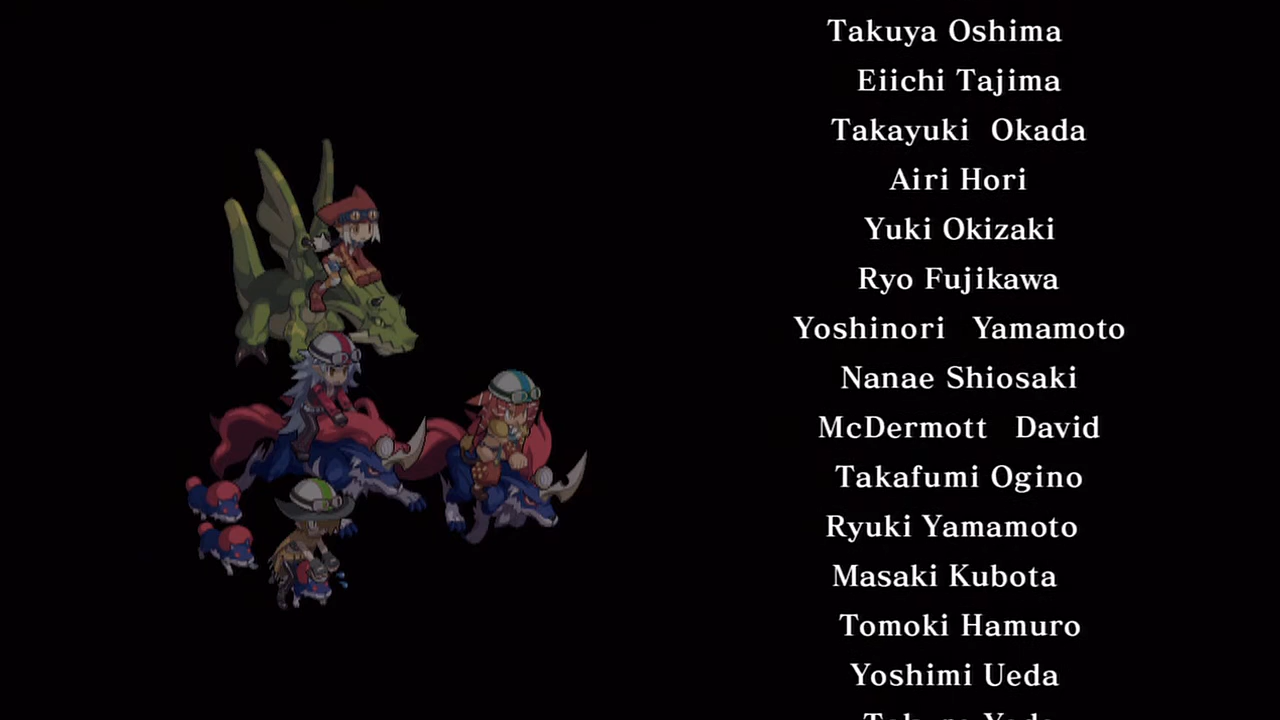 Takuya Oshima
Eiichi Tajima
Takayuki Okada
Airi Hori
Yuki Okizaki
Ryo Fujikawa
Yoshinori Yamamoto
Nanae Shiosaki
McDermott David
Takafumi Ogino
Ryuki Yamamoto
Masaki Kubota
Tomoki Hamuro
Yoshimi Ueda